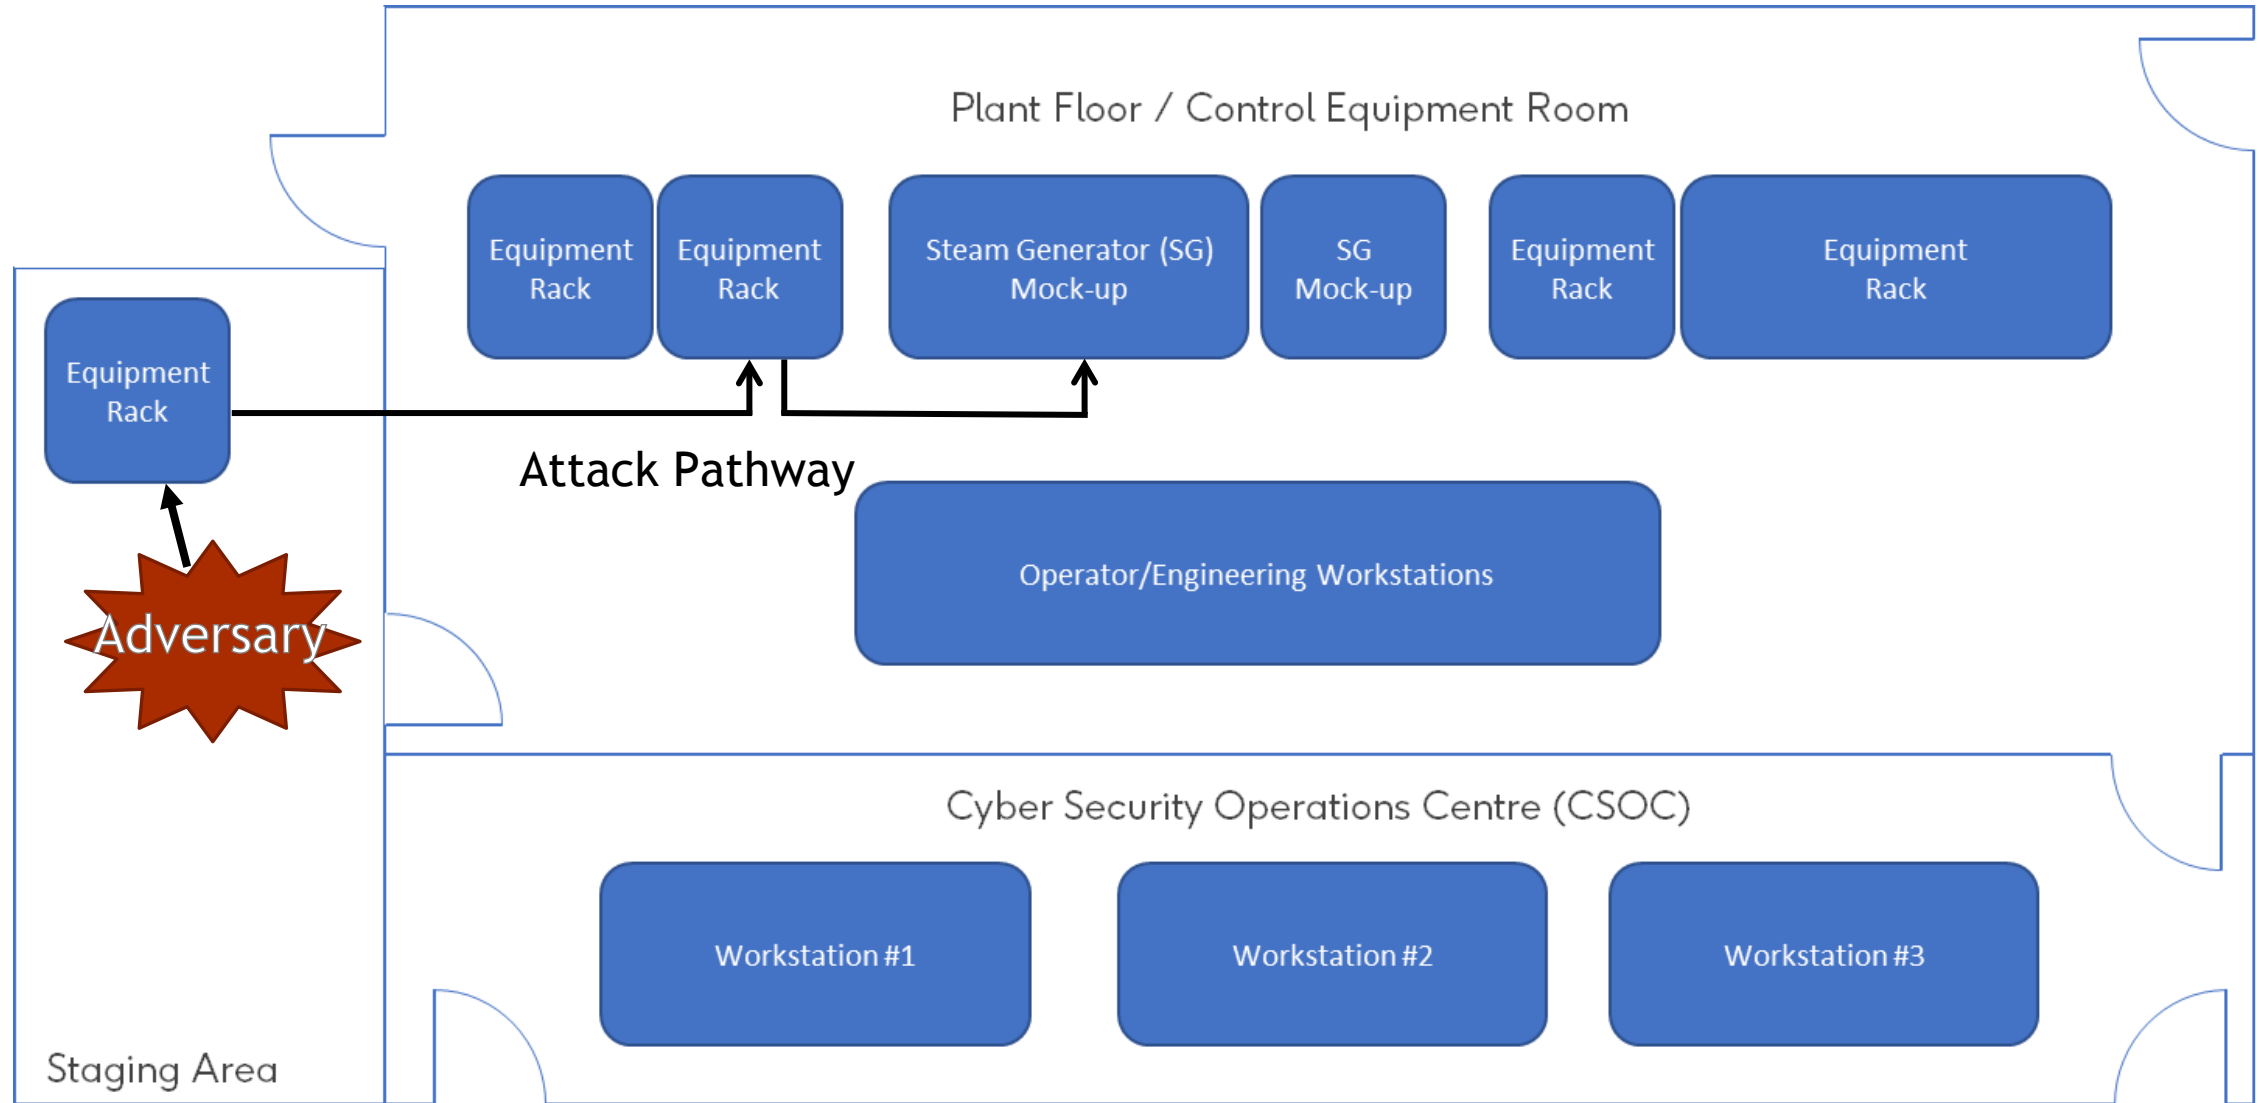 Plant Floor / Control Equipment Room
Equipment
Rack
Equipment
Rack
Steam Generator (SG)
Mock-up
SG
Mock-up
Equipment
Rack
Equipment
Rack
Equipment
Rack
Attack Pathway
Adversary
Operator/Engineering Workstations
Cyber Security Operations Centre (CSOC)
Workstation #1
Workstation #2
Workstation #3
Staging Area